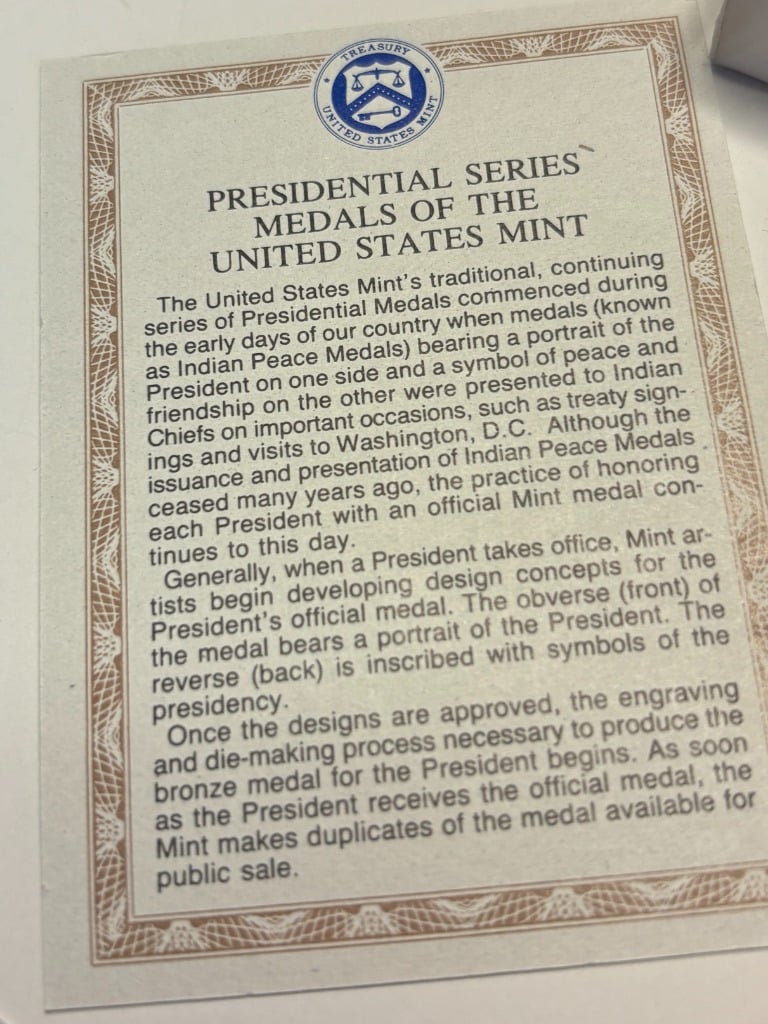 TREASURY
UNITED STATES MINT
PRESIDENTIAL SERIES
MEDALS OF THE
UNITED STATES MINT
The United States Mint's traditional, continuing
series of Presidential Medals commenced during
the early days of our country when medals (known
as Indian Peace Medals) bearing a portrait of the
President on one side and a symbol of peace and
friendship on the other were presented to Indian
Chiefs on important occasions, such as treaty sign-
ings and visits to Washington, D.C. Although the
issuance and presentation of Indian Peace Medals
ceased many years ago, the practice of honoring
each President with an official Mint medal con-
tinues to this day.
Generally, when a President takes office, Mint ar-
tists begin developing design concepts for the
President's official medal. The obverse (front) of
the medal bears a portrait of the President. The
reverse (back) is inscribed with symbols of the
presidency.
Once the designs are approved, the engraving
and die-making process necessary to produce the
bronze medal for the President begins. As soon
as the President receives the official medal, the
Mint makes duplicates of the medal available for
public sale.